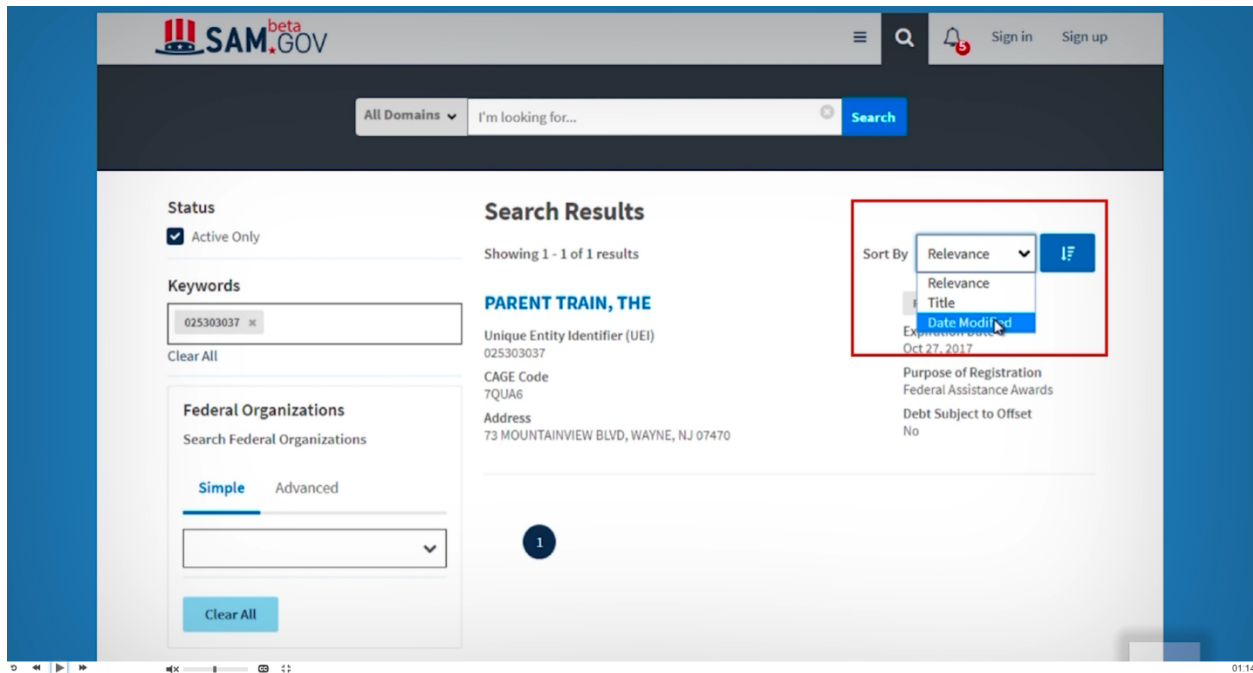 SAM.GOV beta
5
Sign in Sign up
All Domains I'm looking for... Search
Status
Active Only
Keywords
025303037 ×
Clear All
Federal Organizations
Search Federal Organizations
Simple Advanced
Clear All
Search Results
Showing 1 - 1 of 1 results
PARENT TRAIN, THE
Unique Entity Identifier (UEI)
025303037
CAGE Code
7QUA6
Address
73 MOUNTAINVIEW BLVD, WAYNE, NJ 07470
1
Sort By Relevance
Relevance
Title
Date Modified
Oct 27, 2017
Purpose of Registration
Federal Assistance Awards
Debt Subject to Offset
No
CC
01:14